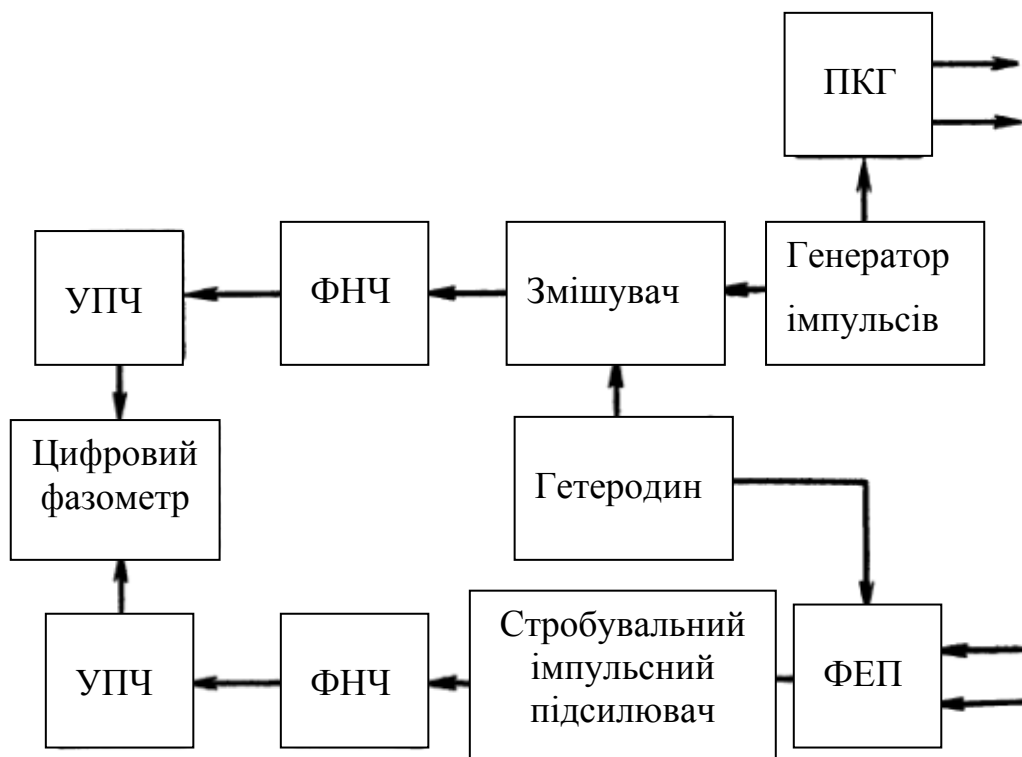 ПКГ
УПЧ
ФНЧ
Змішувач
Генератор
імпульсів
Цифровий
фазометр
Гетеродин
УПЧ
ФНЧ
Стробувальний
імпульсний
підсилювач
ФЕП